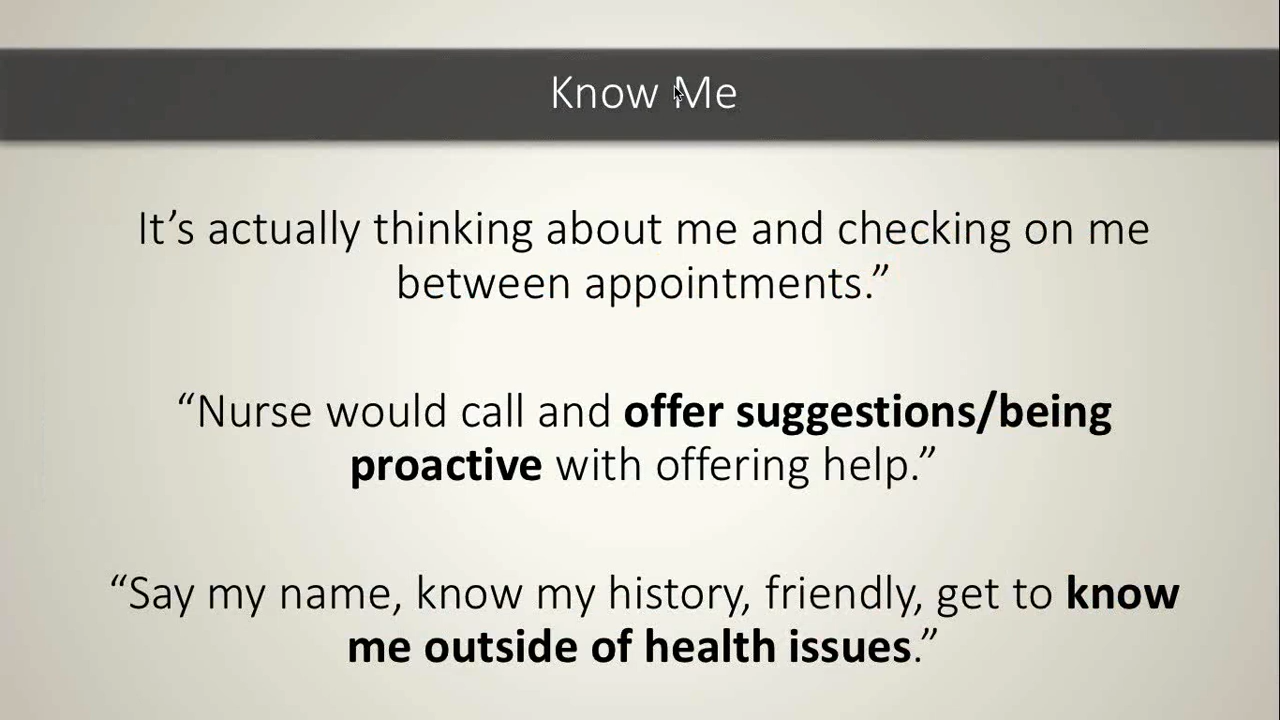 Know Me
It’s actually thinking about me and checking on me
between appointments.”
“Nurse would call and offer suggestions/being
proactive with offering help.”
“Say my name, know my history, friendly, get to know
me outside of health issues.”